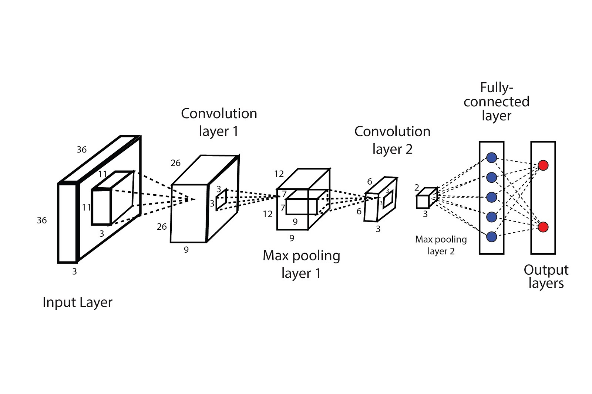 Fully-
connected
layer
Convolution
layer 1
Convolution
layer 2
36
36
3
11
11
3
26
26
9
3
3
12
12
9
7
7
9
6
6
3
2
3
Max pooling
layer 1
Max pooling
layer 2
Input Layer
Output
layers